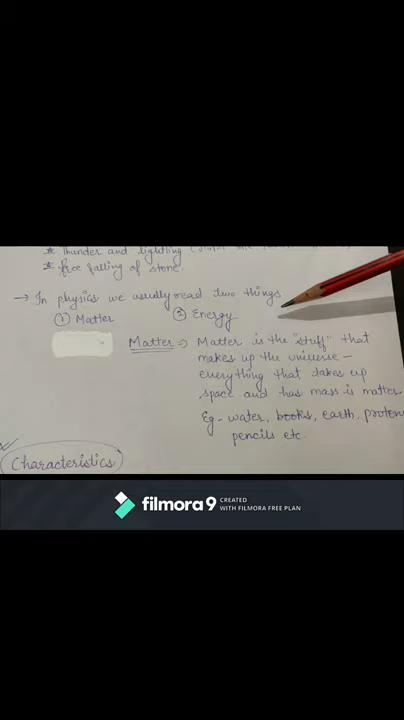 * Thunder and lightling
* free falling of stone.
→ In physics we usually read two things
① Matter ② Energy
Matter ⇒ Matter is the "stuff" that
makes up the universe –
everything that takes up
space and has mass is matter
Eg - water, books, earth, proton
pencils etc.
Characteristics
filmora 9 CREATED
WITH FILMORA FREE PLAN